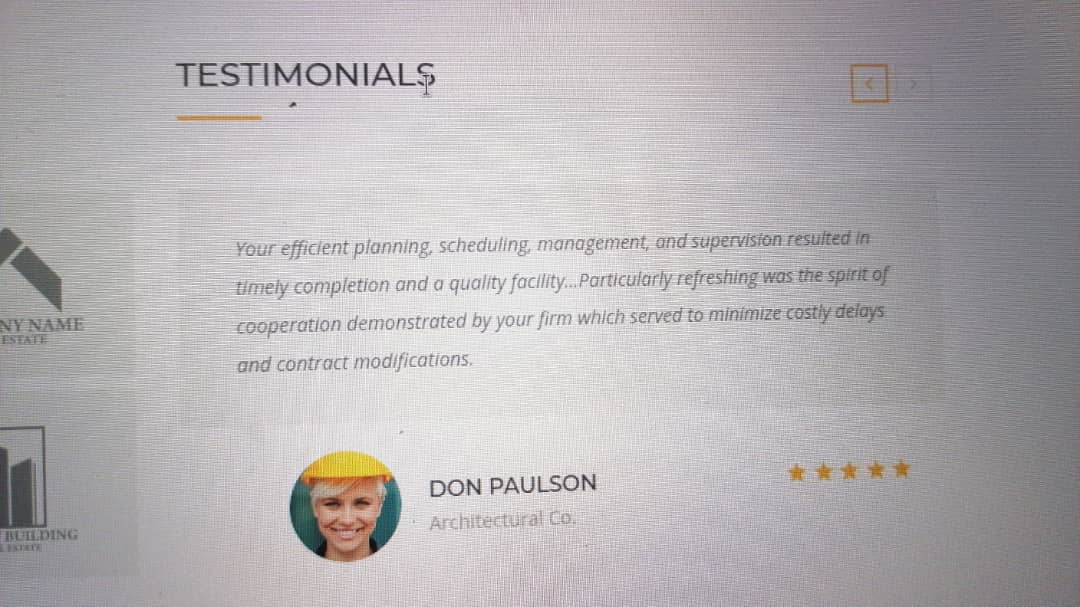 TESTIMONIALS
Your efficient planning, scheduling, management, and supervision resulted in
timely completion and a quality facility...Particularly refreshing was the spirit of
cooperation demonstrated by your firm which served to minimize costly delays
and contract modifications.
NY NAME
ESTATE
DON PAULSON
Architectural Co.
BUILDING
ESTATE